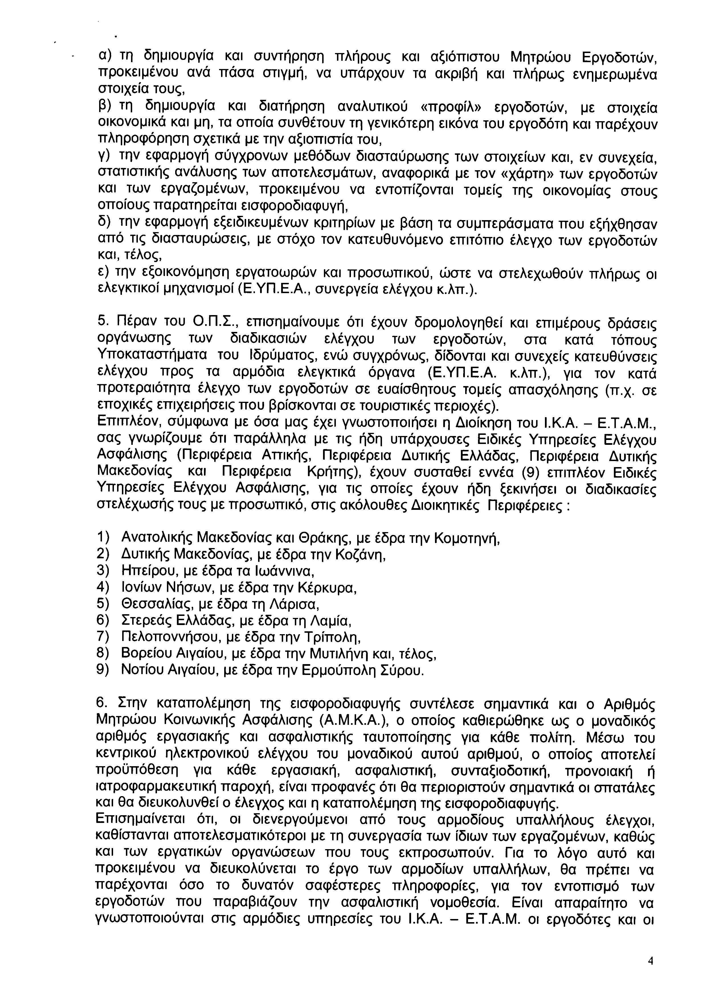 α) τη δημιουργία και συντήρηση πλήρους και αξιόπιστου Μητρώου Εργοδοτών,
προκειμένου ανά πάσα στιγμή, να υπάρχουν τα ακριβή και πλήρως ενημερωμένα
στοιχεία τους,
β) τη δημιουργία και διατήρηση αναλυτικού «προφίλ» εργοδοτών, με στοιχεία
οικονομικά και μη, τα οποία συνθέτουν τη γενικότερη εικόνα του εργοδότη και παρέχουν
πληροφόρηση σχετικά με την αξιοπιστία του,
γ) την εφαρμογή σύγχρονων μεθόδων διασταύρωσης των στοιχείων και, εν συνεχεία,
στατιστικής ανάλυσης των αποτελεσμάτων, αναφορικά με τον «χάρτη» των εργοδοτών
και των εργαζομένων, προκειμένου να εντοπίζονται τομείς της οικονομίας στους
οποίους παρατηρείται εισφοροδιαφυγή,
δ) την εφαρμογή εξειδικευμένων κριτηρίων με βάση τα συμπεράσματα που εξήχθησαν
από τις διασταυρώσεις, με στόχο τον κατευθυνόμενο επιτόπιο έλεγχο των εργοδοτών
και, τέλος,
ε) την εξοικονόμηση εργατοωρών και προσωπικού, ώστε να στελεχωθούν πλήρως οι
ελεγκτικοί μηχανισμοί (Ε.ΥΠ.Ε.Α., συνεργεία ελέγχου κ.λπ.).
5. Πέραν του Ο.Π.Σ., επισημαίνουμε ότι έχουν δρομολογηθεί και επιμέρους δράσεις
οργάνωσης των διαδικασιών ελέγχου των εργοδοτών, στα κατά τόπους
Υποκαταστήματα του Ιδρύματος, ενώ συγχρόνως, δίδονται και συνεχείς κατευθύνσεις
ελέγχου προς τα αρμόδια ελεγκτικά όργανα (Ε.ΥΠ.Ε.Α. κ.λπ.), για τον κατά
προτεραιότητα έλεγχο των εργοδοτών σε ευαίσθητους τομείς απασχόλησης (π.χ. σε
εποχικές επιχειρήσεις που βρίσκονται σε τουριστικές περιοχές).
Επιπλέον, σύμφωνα με όσα μας έχει γνωστοποιήσει η Διοίκηση του Ι.Κ.Α. – Ε.Τ.Α.Μ.,
σας γνωρίζουμε ότι παράλληλα με τις ήδη υπάρχουσες Ειδικές Υπηρεσίες Ελέγχου
Ασφάλισης (Περιφέρεια Αττικής, Περιφέρεια Δυτικής Ελλάδας, Περιφέρεια Δυτικής
Μακεδονίας και Περιφέρεια Κρήτης), έχουν συσταθεί εννέα (9) επιπλέον Ειδικές
Υπηρεσίες Ελέγχου Ασφάλισης, για τις οποίες έχουν ήδη ξεκινήσει οι διαδικασίες
στελέχωσής τους με προσωπικό, στις ακόλουθες Διοικητικές Περιφέρειες :
1) Ανατολικής Μακεδονίας και Θράκης, με έδρα την Κομοτηνή,
2) Δυτικής Μακεδονίας, με έδρα την Κοζάνη,
3) Ηπείρου, με έδρα τα Ιωάννινα,
4) Ιονίων Νήσων, με έδρα την Κέρκυρα,
5) Θεσσαλίας, με έδρα τη Λάρισα,
6) Στερεάς Ελλάδας, με έδρα τη Λαμία,
7) Πελοποννήσου, με έδρα την Τρίπολη,
8) Βορείου Αιγαίου, με έδρα την Μυτιλήνη και, τέλος,
9) Νοτίου Αιγαίου, με έδρα την Ερμούπολη Σύρου.
6. Στην καταπολέμηση της εισφοροδιαφυγής συντέλεσε σημαντικά και ο Αριθμός
Μητρώου Κοινωνικής Ασφάλισης (Α.Μ.Κ.Α.), ο οποίος καθιερώθηκε ως ο μοναδικός
αριθμός εργασιακής και ασφαλιστικής ταυτοποίησης για κάθε πολίτη. Μέσω του
κεντρικού ηλεκτρονικού ελέγχου του μοναδικού αυτού αριθμού, ο οποίος αποτελεί
προϋπόθεση για κάθε εργασιακή, ασφαλιστική, συνταξιοδοτική, προνοιακή ή
ιατροφαρμακευτική παροχή, είναι προφανές ότι θα περιοριστούν σημαντικά οι σπατάλες
και θα διευκολυνθεί ο έλεγχος και η καταπολέμηση της εισφοροδιαφυγής.
Επισημαίνεται ότι, οι διενεργούμενοι από τους αρμοδίους υπαλλήλους έλεγχοι,
καθίστανται αποτελεσματικότεροι με τη συνεργασία των ίδιων των εργαζομένων, καθώς
και των εργατικών οργανώσεων που τους εκπροσωπούν. Για το λόγο αυτό και
προκειμένου να διευκολύνεται το έργο των αρμοδίων υπαλλήλων, θα πρέπει να
παρέχονται όσο το δυνατόν σαφέστερες πληροφορίες, για τον εντοπισμό των
εργοδοτών που παραβιάζουν την ασφαλιστική νομοθεσία. Είναι απαραίτητο να
γνωστοποιούνται στις αρμόδιες υπηρεσίες του Ι.Κ.Α. – Ε.Τ.Α.Μ. οι εργοδότες και οι
4